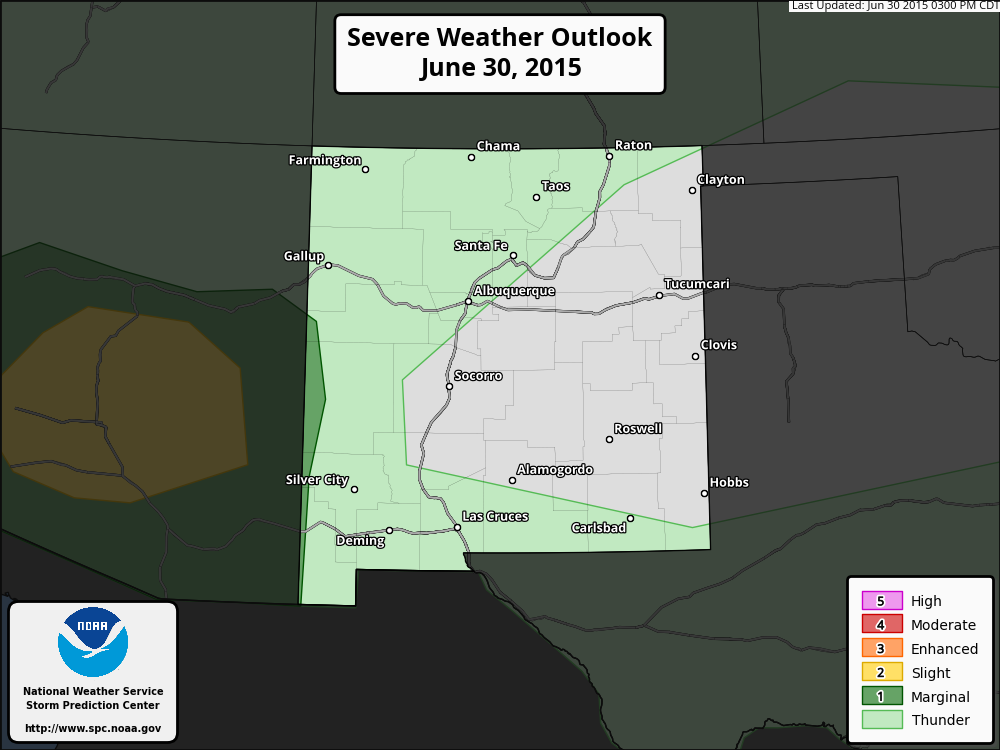 Last Updated: Jun 30 2015 0300 PM CDT
Severe Weather Outlook
June 30, 2015
Farmington
Chama
Raton
Taos
Clayton
Santa Fe
Gallup
Albuquerque
Tucumcari
Clovis
Socorro
Roswell
Silver City
Alamogordo
Hobbs
Las Cruces
Carlsbad
Deming
5 High
4 Moderate
3 Enhanced
2 Slight
1 Marginal
Thunder
NOAA
National Weather Service
Storm Prediction Center
http://www.spc.noaa.gov